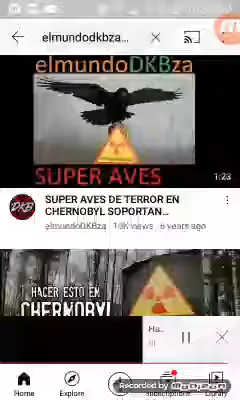 elmundodkbza...
elmundoDKBza
SUPER AVES
1:23
DKB
SUPER AVES DE TERROR EN
CHERNOBYL SOPORTAN...
elmundoDKBza · 10K views · 6 years ago
HACER ESTO EN
CHERNOBYL
Ha...
Home
Explore
Subscriptions
Library
Recorded by